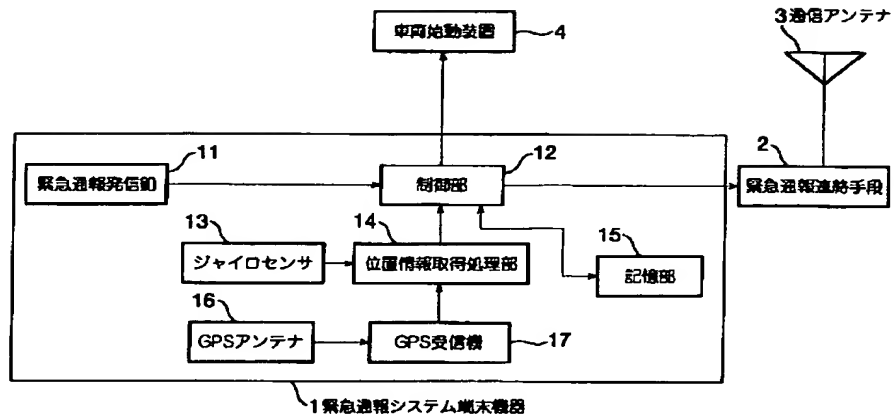 車両始動装置
4
3通信アンテナ
11
緊急通報発信釦
12
制御部
2
緊急通報連絡手段
13
ジャイロセンサ
14
位置情報取得処理部
15
記憶部
16
GPSアンテナ
GPS受信機
17
1緊急通報システム端末機器